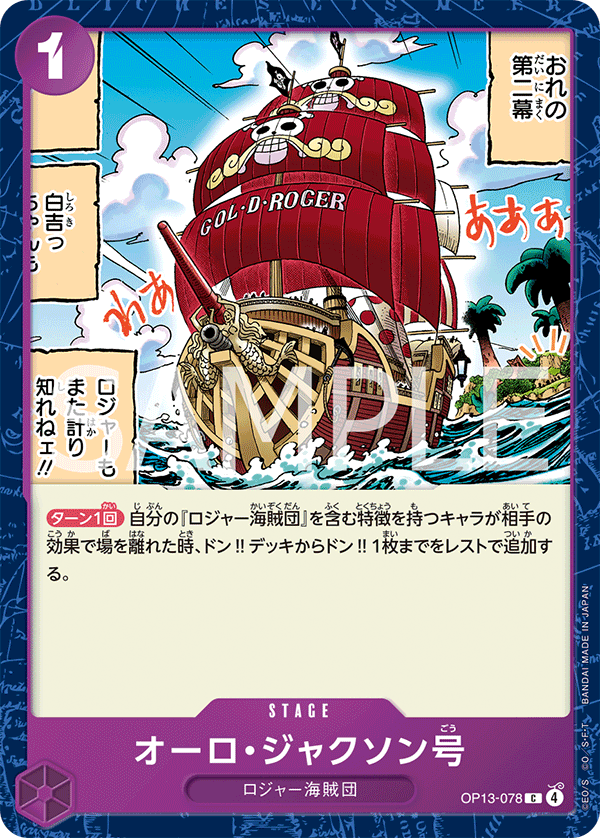 1
おれの
第二幕
白吉っ
ちゃんも
GOL・D・ROGER
あああ
わあ
ロジャーも
また計り
知れねェ!!
SAMPLE
ターン1回 自分の『ロジャー海賊団』を含む特徴を持つキャラが相手の
効果で場を離れた時、ドン!!デッキからドン!!1枚までをレストで追加す
る。
STAGE
オーロ・ジャクソン号
ロジャー海賊団
OP13-078 C 4
©E.O/S. ©O. S・F・T BANDAI MADE IN JAPAN